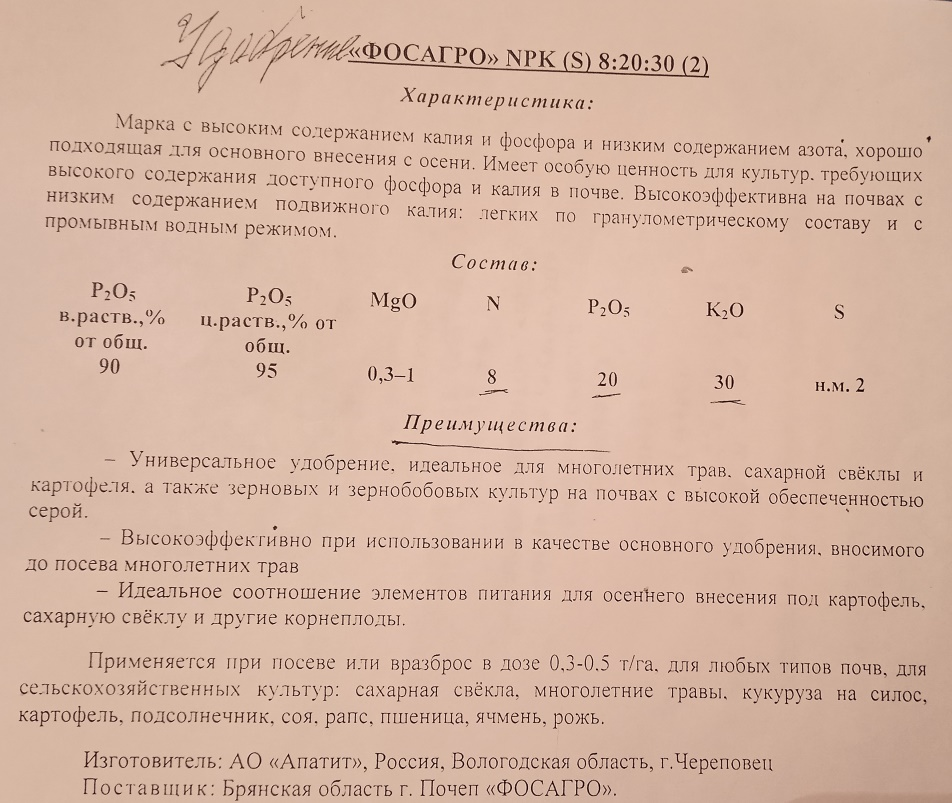 Удобрение «ФОСАГРО» NPK (S) 8:20:30 (2)
Характеристика:
Марка с высоким содержанием калия и фосфора и низким содержанием азота, хорошо
подходящая для основного внесения с осени. Имеет особую ценность для культур, требующих
высокого содержания доступного фосфора и калия в почве. Высокоэффективна на почвах с
низким содержанием подвижного калия: легких по гранулометрическому составу и с
промывным водным режимом.
Состав:
P₂O₅ P₂O₅ MgO N P₂O₅ K₂O S
в.раств.,% ц.раств.,% от
от общ. общ.
90 95 0,3–1 8 20 30 н.м. 2
Преимущества:
– Универсальное удобрение, идеальное для многолетних трав, сахарной свёклы и
картофеля, а также зерновых и зернобобовых культур на почвах с высокой обеспеченностью
серой.
– Высокоэффективно при использовании в качестве основного удобрения, вносимого
до посева многолетних трав
– Идеальное соотношение элементов питания для осеннего внесения под картофель,
сахарную свёклу и другие корнеплоды.
Применяется при посеве или вразброс в дозе 0,3-0,5 т/га, для любых типов почв, для
сельскохозяйственных культур: сахарная свёкла, многолетние травы, кукуруза на силос,
картофель, подсолнечник, соя, рапс, пшеница, ячмень, рожь.
Изготовитель: АО «Апатит», Россия, Вологодская область, г.Череповец
Поставщик: Брянская область г. Почеп «ФОСАГРО».